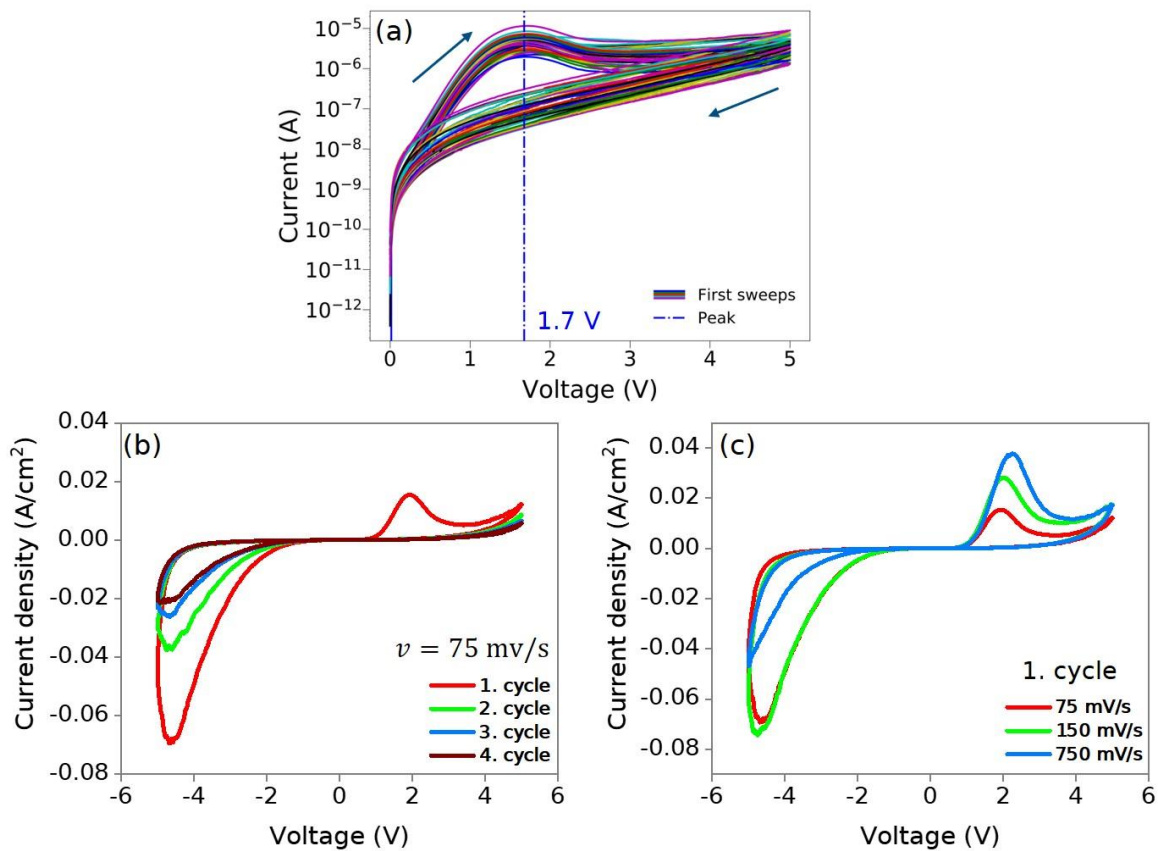 (a)
Current (A)
10⁻⁵
10⁻⁶
10⁻⁷
10⁻⁸
10⁻⁹
10⁻¹⁰
10⁻¹¹
10⁻¹²
First sweeps
Peak
1.7 V
0 1 2 3 4 5
Voltage (V)
(b)
Current density (A/cm²)
0.04
0.02
0.00
-0.02
-0.04
-0.06
-0.08
v = 75 mv/s
1. cycle
2. cycle
3. cycle
4. cycle
-6 -4 -2 0 2 4 6
Voltage (V)
(c)
Current density (A/cm²)
0.04
0.02
0.00
-0.02
-0.04
-0.06
-0.08
1. cycle
75 mV/s
150 mV/s
750 mV/s
-6 -4 -2 0 2 4 6
Voltage (V)